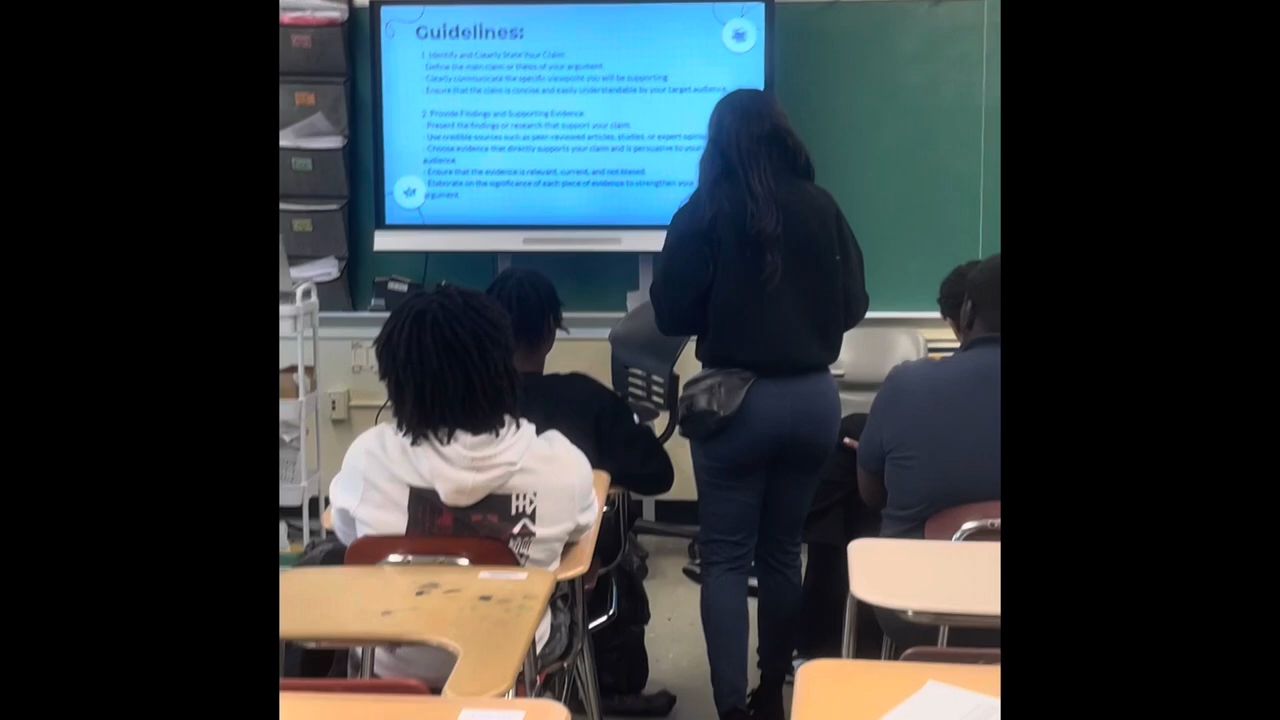 Guidelines:
1. Identify and Clearly State Your Claim
- Define the main claim or thesis of your argument.
- Clearly communicate the specific viewpoint you will be supporting.
- Ensure that the claim is concise and easily understandable by your target audience.
2. Provide Findings and Supporting Evidence
- Present the findings or research that support your claim.
- Use credible sources such as peer-reviewed articles, studies, or expert
- Choose evidence that directly supports your claim and is persuasive to your
audience.
- Ensure that the evidence is relevant, current, and not biased.
- Elaborate on the significance of each piece of evidence to strengthen your
argument.